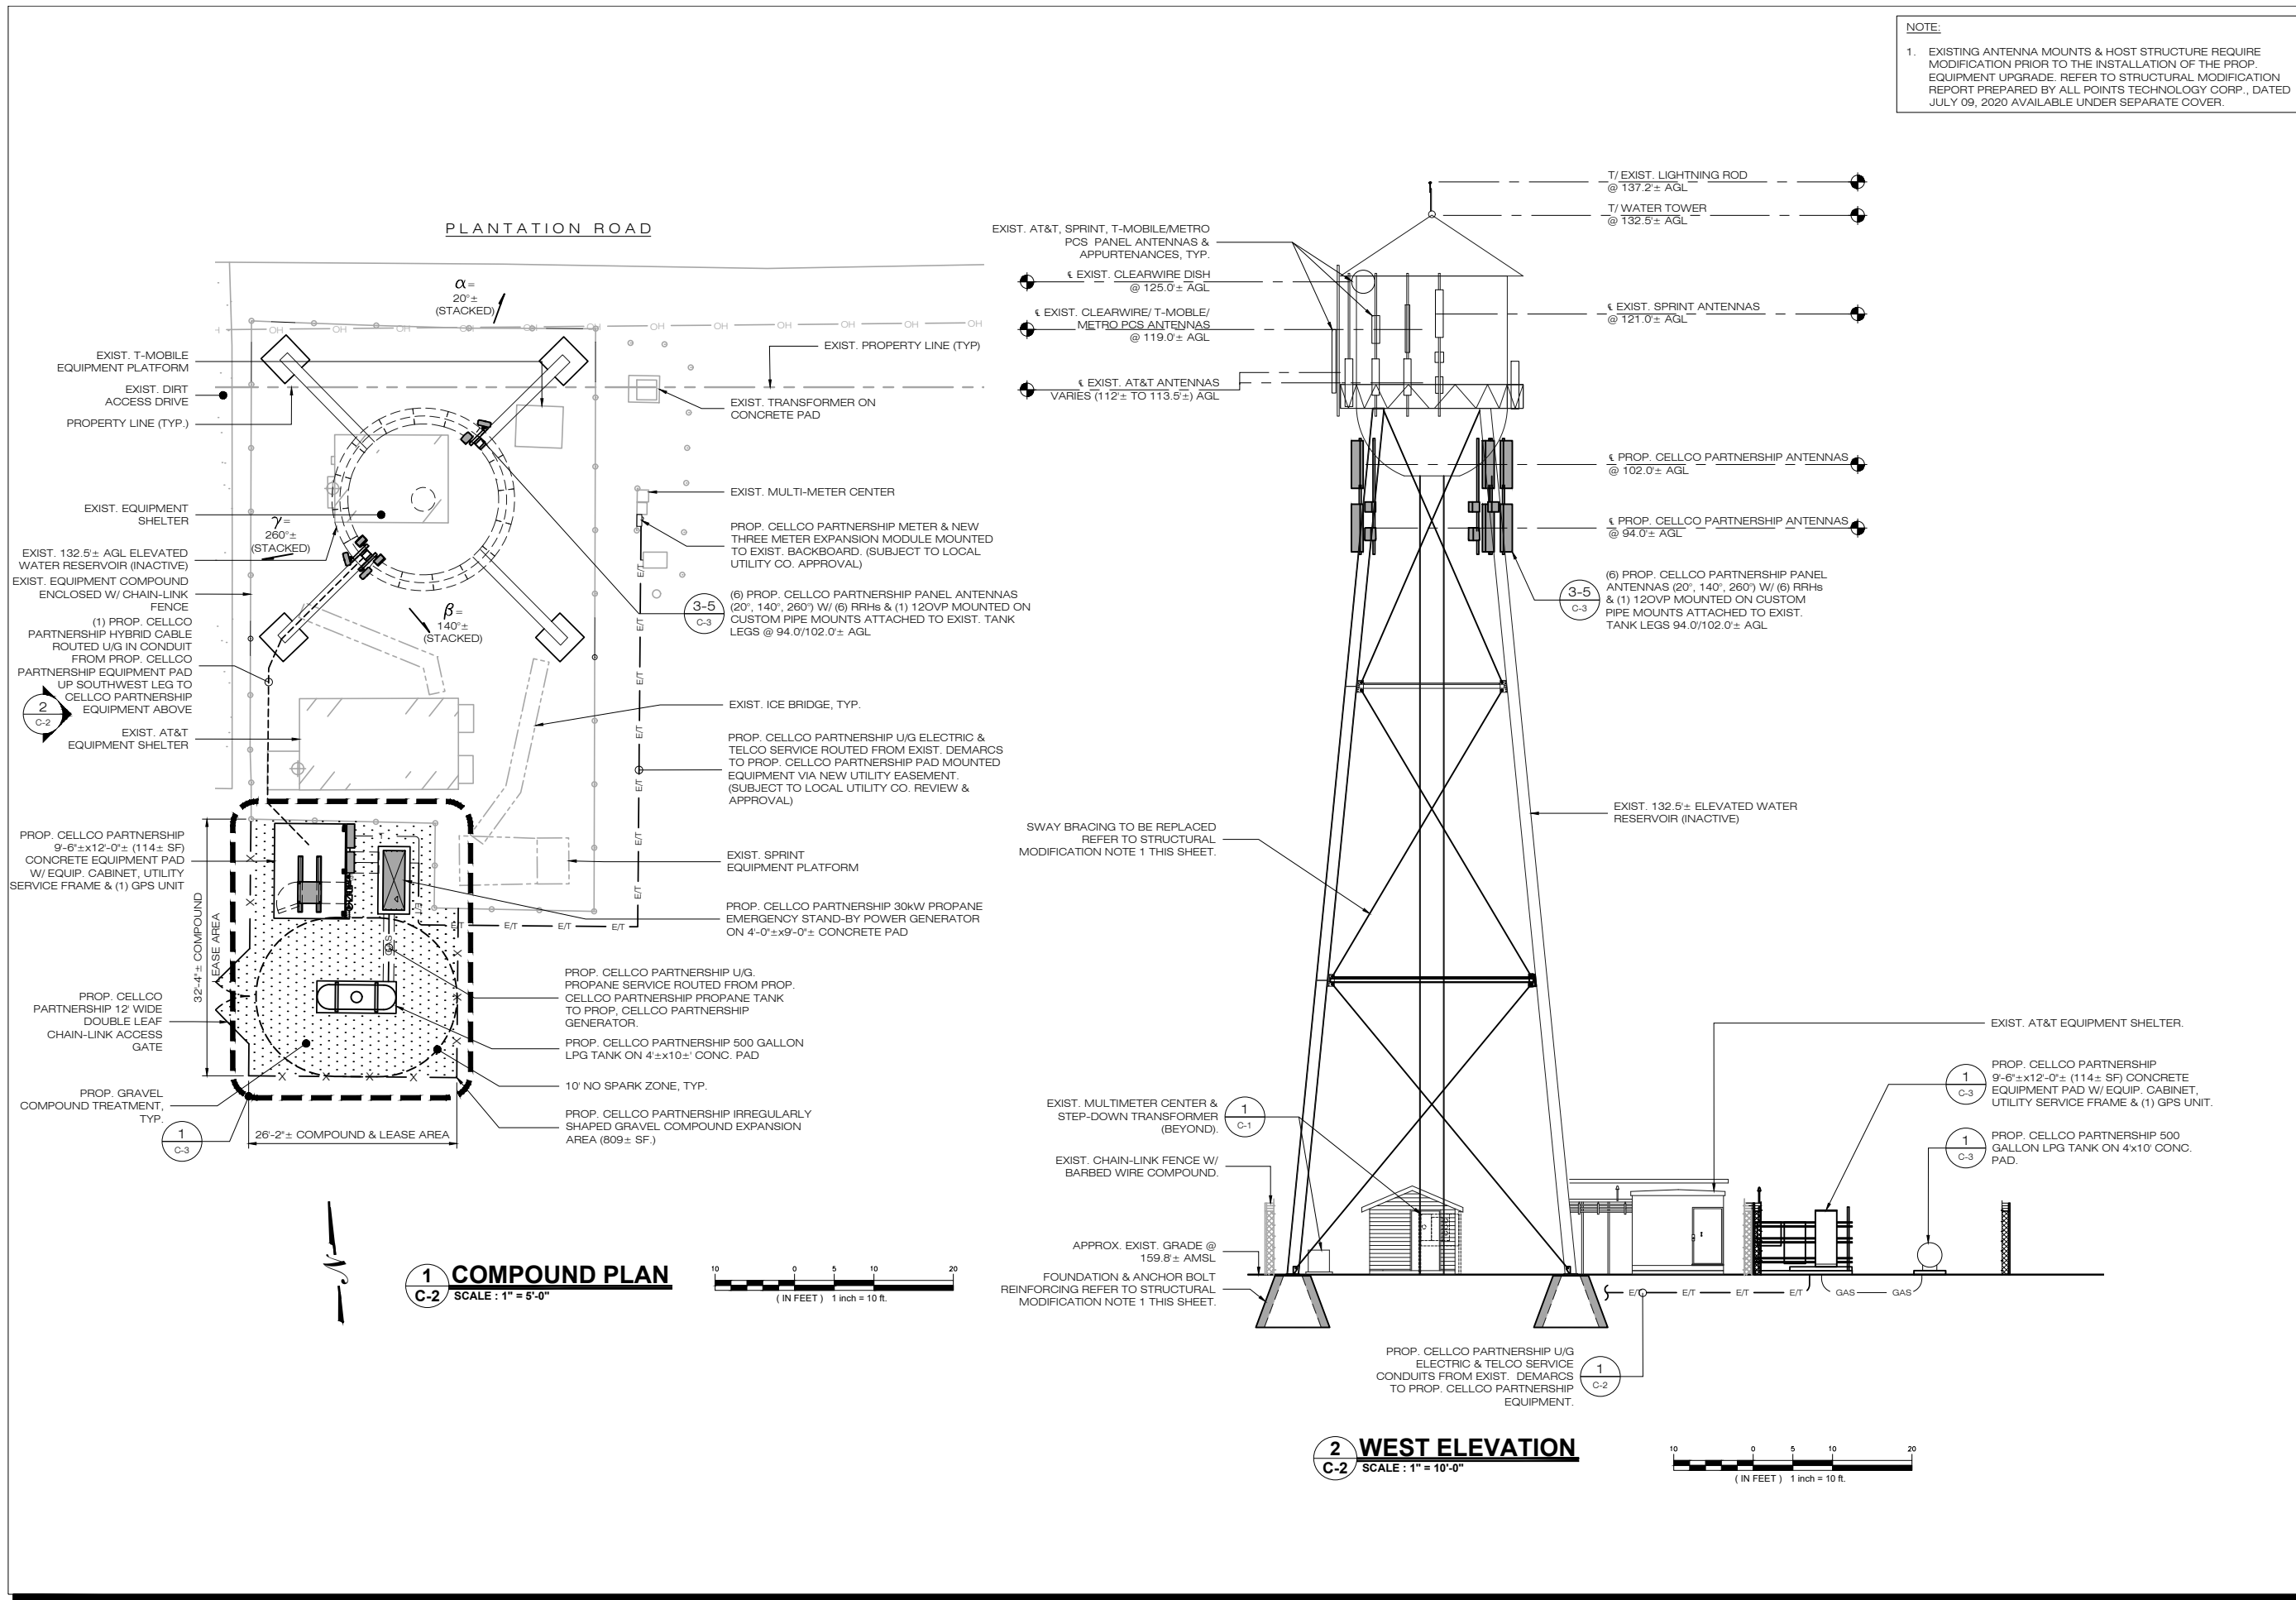 NOTE:
1. EXISTING ANTENNA MOUNTS & HOST STRUCTURE REQUIRE
MODIFICATION PRIOR TO THE INSTALLATION OF THE PROP.
EQUIPMENT UPGRADE. REFER TO STRUCTURAL MODIFICATION
REPORT PREPARED BY ALL POINTS TECHNOLOGY CORP., DATED
JULY 09, 2020 AVAILABLE UNDER SEPARATE COVER.
PLANTATION ROAD
α=
20°±
(STACKED)
OH OH OH OH OH OH OH OH OH OH
EXIST. T-MOBILE
EQUIPMENT PLATFORM
EXIST. DIRT
ACCESS DRIVE
PROPERTY LINE (TYP.)
EXIST. EQUIPMENT
SHELTER
γ=
260°±
(STACKED)
EXIST. 132.5'± AGL ELEVATED
WATER RESERVOIR (INACTIVE)
EXIST. EQUIPMENT COMPOUND
ENCLOSED W/ CHAIN-LINK
FENCE
(1) PROP. CELLCO
PARTNERSHIP HYBRID CABLE
ROUTED U/G IN CONDUIT
FROM PROP. CELLCO
PARTNERSHIP EQUIPMENT PAD
UP SOUTHWEST LEG TO
CELLCO PARTNERSHIP
EQUIPMENT ABOVE
2
C-2
EXIST. AT&T
EQUIPMENT SHELTER
β=
140°±
(STACKED)
PROP. CELLCO PARTNERSHIP
9'-6"±x12'-0"± (114± SF)
CONCRETE EQUIPMENT PAD
W/ EQUIP. CABINET, UTILITY
SERVICE FRAME & (1) GPS UNIT
32'-4"± COMPOUND
LEASE AREA
PROP. CELLCO
PARTNERSHIP 12' WIDE
DOUBLE LEAF
CHAIN-LINK ACCESS
GATE
PROP. GRAVEL
COMPOUND TREATMENT,
TYP.
1
C-3
26'-2"± COMPOUND & LEASE AREA
EXIST. PROPERTY LINE (TYP)
EXIST. TRANSFORMER ON
CONCRETE PAD
EXIST. MULTI-METER CENTER
PROP. CELLCO PARTNERSHIP METER & NEW
THREE METER EXPANSION MODULE MOUNTED
TO EXIST. BACKBOARD. (SUBJECT TO LOCAL
UTILITY CO. APPROVAL)
3-5
C-3
(6) PROP. CELLCO PARTNERSHIP PANEL ANTENNAS
(20°, 140°, 260°) W/ (6) RRHs & (1) 12OVP MOUNTED ON
CUSTOM PIPE MOUNTS ATTACHED TO EXIST. TANK
LEGS @ 94.0'/102.0'± AGL
E/T E/T E/T E/T E/T E/T
EXIST. ICE BRIDGE, TYP.
PROP. CELLCO PARTNERSHIP U/G ELECTRIC &
TELCO SERVICE ROUTED FROM EXIST. DEMARCS
TO PROP. CELLCO PARTNERSHIP PAD MOUNTED
EQUIPMENT VIA NEW UTILITY EASEMENT.
(SUBJECT TO LOCAL UTILITY CO. REVIEW &
APPROVAL)
EXIST. SPRINT
EQUIPMENT PLATFORM
PROP. CELLCO PARTNERSHIP 30kW PROPANE
EMERGENCY STAND-BY POWER GENERATOR
ON 4'-0"±x9'-0"± CONCRETE PAD
E/T E/T E/T E/T
PROP. CELLCO PARTNERSHIP U/G.
PROPANE SERVICE ROUTED FROM PROP.
CELLCO PARTNERSHIP PROPANE TANK
TO PROP, CELLCO PARTNERSHIP
GENERATOR.
PROP. CELLCO PARTNERSHIP 500 GALLON
LPG TANK ON 4'±x10±' CONC. PAD
10' NO SPARK ZONE, TYP.
PROP. CELLCO PARTNERSHIP IRREGULARLY
SHAPED GRAVEL COMPOUND EXPANSION
AREA (809± SF.)
N
1
C-2
COMPOUND PLAN
SCALE : 1" = 5'-0"
10 0 5 10 20
( IN FEET ) 1 inch = 10 ft.
EXIST. AT&T, SPRINT, T-MOBILE/METRO
PCS PANEL ANTENNAS &
APPURTENANCES, TYP.
℄ EXIST. CLEARWIRE DISH
@ 125.0'± AGL
℄ EXIST. CLEARWIRE/ T-MOBLE/
METRO PCS ANTENNAS
@ 119.0'± AGL
℄ EXIST. AT&T ANTENNAS
VARIES (112'± TO 113.5'±) AGL
T/ EXIST. LIGHTNING ROD
@ 137.2'± AGL
T/ WATER TOWER
@ 132.5'± AGL
℄ EXIST. SPRINT ANTENNAS
@ 121.0'± AGL
℄ PROP. CELLCO PARTNERSHIP ANTENNAS
@ 102.0'± AGL
℄ PROP. CELLCO PARTNERSHIP ANTENNAS
@ 94.0'± AGL
3-5
C-3
(6) PROP. CELLCO PARTNERSHIP PANEL
ANTENNAS (20°, 140°, 260°) W/ (6) RRHs
& (1) 12OVP MOUNTED ON CUSTOM
PIPE MOUNTS ATTACHED TO EXIST.
TANK LEGS 94.0'/102.0'± AGL
EXIST. 132.5'± ELEVATED WATER
RESERVOIR (INACTIVE)
SWAY BRACING TO BE REPLACED
REFER TO STRUCTURAL
MODIFICATION NOTE 1 THIS SHEET.
EXIST. AT&T EQUIPMENT SHELTER.
1
C-3
PROP. CELLCO PARTNERSHIP
9'-6"±x12'-0"± (114± SF) CONCRETE
EQUIPMENT PAD W/ EQUIP. CABINET,
UTILITY SERVICE FRAME & (1) GPS UNIT.
1
C-3
PROP. CELLCO PARTNERSHIP 500
GALLON LPG TANK ON 4'x10' CONC.
PAD.
EXIST. MULTIMETER CENTER &
STEP-DOWN TRANSFORMER
(BEYOND).
1
C-1
EXIST. CHAIN-LINK FENCE W/
BARBED WIRE COMPOUND.
APPROX. EXIST. GRADE @
159.8'± AMSL
FOUNDATION & ANCHOR BOLT
REINFORCING REFER TO STRUCTURAL
MODIFICATION NOTE 1 THIS SHEET.
E/T E/T E/T E/T GAS GAS
PROP. CELLCO PARTNERSHIP U/G
ELECTRIC & TELCO SERVICE
CONDUITS FROM EXIST. DEMARCS
TO PROP. CELLCO PARTNERSHIP
EQUIPMENT.
1
C-2
2
C-2
WEST ELEVATION
SCALE : 1" = 10'-0"
10 0 5 10 20
( IN FEET ) 1 inch = 10 ft.